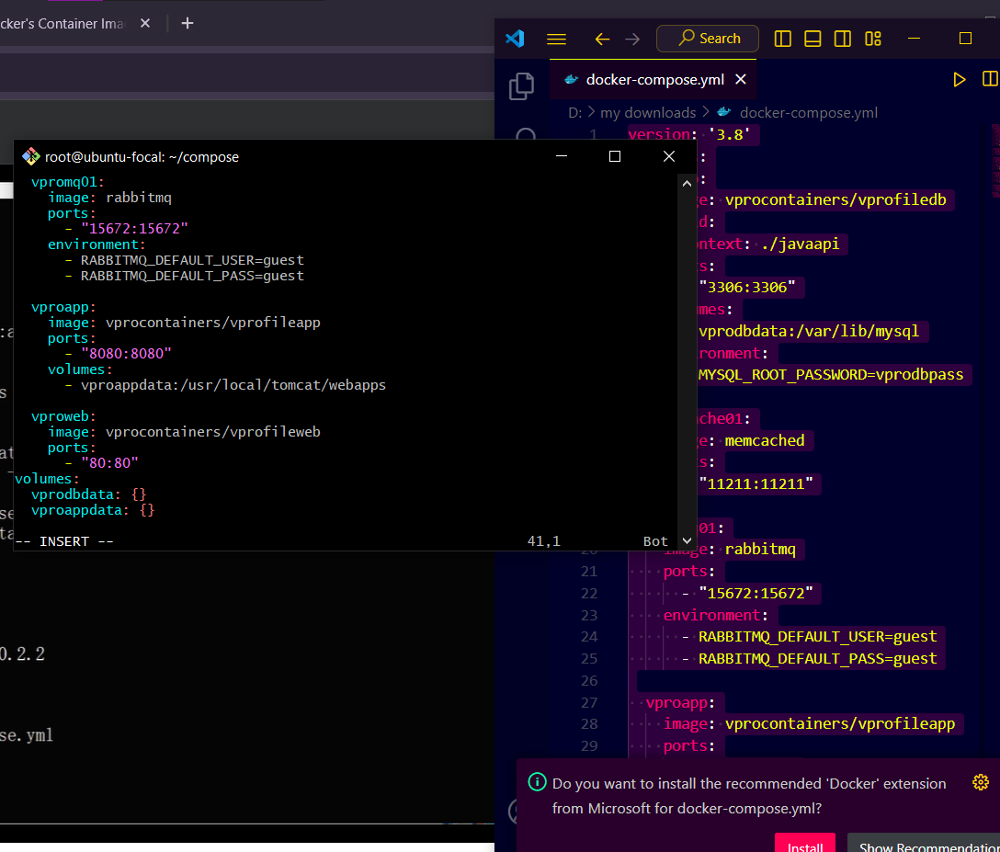 cker's Container Ima
Search
docker-compose.yml
D: > my downloads > docker-compose.yml
1 version: '3.8'
:
:
e: vprocontainers/vprofiledb
d:
ntext: ./javaapi
s:
"3306:3306"
mes:
vprodbdata:/var/lib/mysql
ronment:
MYSQL_ROOT_PASSWORD=vprodbpass
che01:
e: memcached
s:
"11211:11211"
01:
20 image: rabbitmq
21 ports:
22 - "15672:15672"
23 environment:
24 - RABBITMQ_DEFAULT_USER=guest
25 - RABBITMQ_DEFAULT_PASS=guest
26
27 vproapp:
28 image: vprocontainers/vprofileapp
29 ports:
root@ubuntu-focal: ~/compose
vpromq01:
image: rabbitmq
ports:
- "15672:15672"
environment:
- RABBITMQ_DEFAULT_USER=guest
- RABBITMQ_DEFAULT_PASS=guest
vproapp:
image: vprocontainers/vprofileapp
ports:
- "8080:8080"
volumes:
- vproappdata:/usr/local/tomcat/webapps
vproweb:
image: vprocontainers/vprofileweb
ports:
- "80:80"
volumes:
vprodbdata: {}
vproappdata: {}
-- INSERT -- 41,1 Bot
:a
s
at
se
ta
0.2.2
se.yml
Do you want to install the recommended 'Docker' extension
from Microsoft for docker-compose.yml?
Install
Show Recommendation